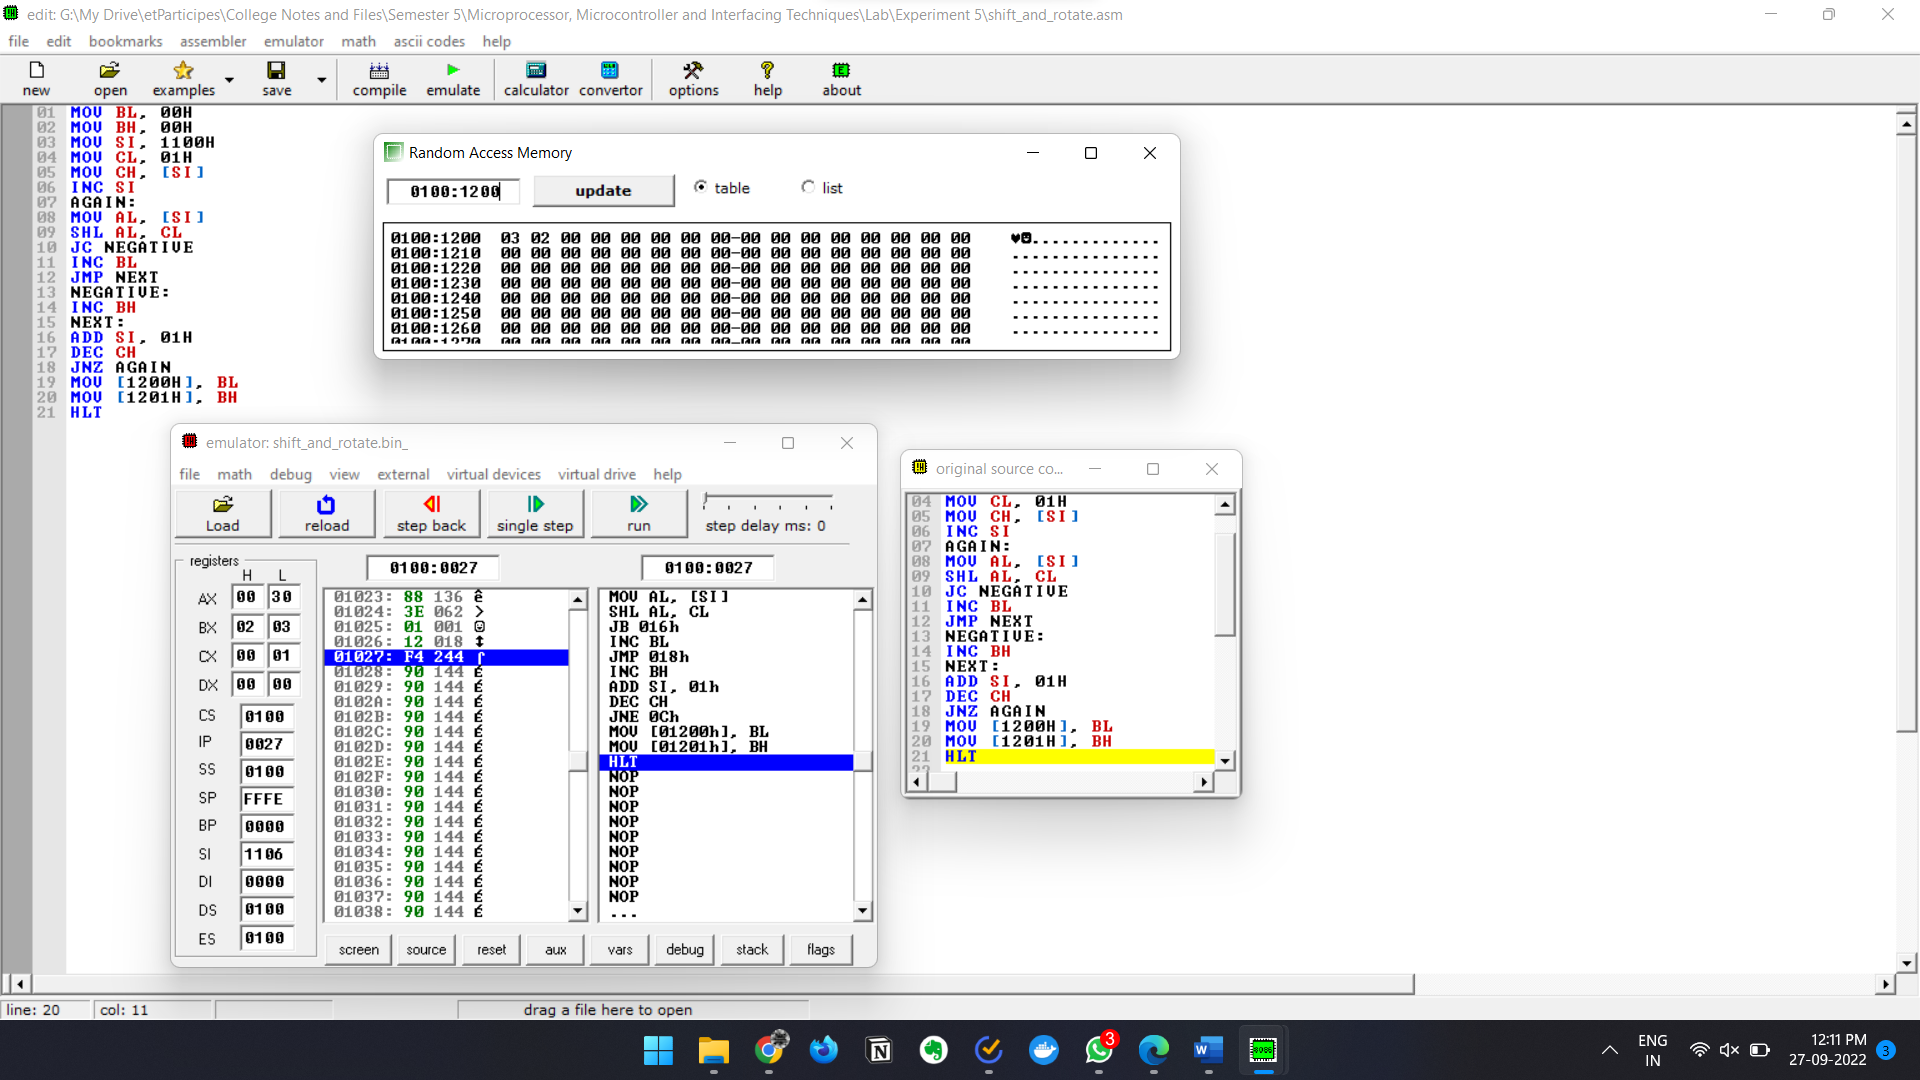 edit: G:\My Drive\etParticipes\College Notes and Files\Semester 5\Microprocessor, Microcontroller and Interfacing Techniques\Lab\Experiment 5\shift_and_rotate.asm
file edit bookmarks assembler emulator math ascii codes help
new open examples save compile emulate calculator convertor options help about
01 MOV BL, 00H
02 MOV BH, 00H
03 MOV SI, 1100H
04 MOV CL, 01H
05 MOV CH, [SI]
06 INC SI
07 AGAIN:
08 MOV AL, [SI]
09 SHL AL, CL
10 JC NEGATIVE
11 INC BL
12 JMP NEXT
13 NEGATIVE:
14 INC BH
15 NEXT:
16 ADD SI, 01H
17 DEC CH
18 JNZ AGAIN
19 MOV [1200H], BL
20 MOV [1201H], BH
21 HLT
Random Access Memory
0100:1200 update table list
0100:1200 03 02 00 00 00 00 00 00-00 00 00 00 00 00 00 00 ♥☻..............
0100:1210 00 00 00 00 00 00 00 00-00 00 00 00 00 00 00 00 ................
0100:1220 00 00 00 00 00 00 00 00-00 00 00 00 00 00 00 00 ................
0100:1230 00 00 00 00 00 00 00 00-00 00 00 00 00 00 00 00 ................
0100:1240 00 00 00 00 00 00 00 00-00 00 00 00 00 00 00 00 ................
0100:1250 00 00 00 00 00 00 00 00-00 00 00 00 00 00 00 00 ................
0100:1260 00 00 00 00 00 00 00 00-00 00 00 00 00 00 00 00 ................
0100:1270 00 00 00 00 00 00 00 00-00 00 00 00 00 00 00 00
emulator: shift_and_rotate.bin_
file math debug view external virtual devices virtual drive help
Load reload step back single step run step delay ms: 0
registers
H L
AX 00 30
BX 02 03
CX 00 01
DX 00 00
CS 0100
IP 0027
SS 0100
SP FFFE
BP 0000
SI 1106
DI 0000
DS 0100
ES 0100
0100:0027
01023: 88 136 ê
01024: 3E 062 >
01025: 01 001 ☺
01026: 12 018 ↕
01027: F4 244 ⌠
01028: 90 144 É
01029: 90 144 É
0102A: 90 144 É
0102B: 90 144 É
0102C: 90 144 É
0102D: 90 144 É
0102E: 90 144 É
0102F: 90 144 É
01030: 90 144 É
01031: 90 144 É
01032: 90 144 É
01033: 90 144 É
01034: 90 144 É
01035: 90 144 É
01036: 90 144 É
01037: 90 144 É
01038: 90 144 É
0100:0027
MOV AL, [SI]
SHL AL, CL
JB 016h
INC BL
JMP 018h
INC BH
ADD SI, 01h
DEC CH
JNE 0Ch
MOV [01200h], BL
MOV [01201h], BH
HLT
NOP
NOP
NOP
NOP
NOP
NOP
NOP
NOP
NOP
...
screen source reset aux vars debug stack flags
original source co...
04 MOV CL, 01H
05 MOV CH, [SI]
06 INC SI
07 AGAIN:
08 MOV AL, [SI]
09 SHL AL, CL
10 JC NEGATIVE
11 INC BL
12 JMP NEXT
13 NEGATIVE:
14 INC BH
15 NEXT:
16 ADD SI, 01H
17 DEC CH
18 JNZ AGAIN
19 MOV [1200H], BL
20 MOV [1201H], BH
21 HLT
22
line: 20 col: 11 drag a file here to open
3
ENG
IN
12:11 PM
27-09-2022
3